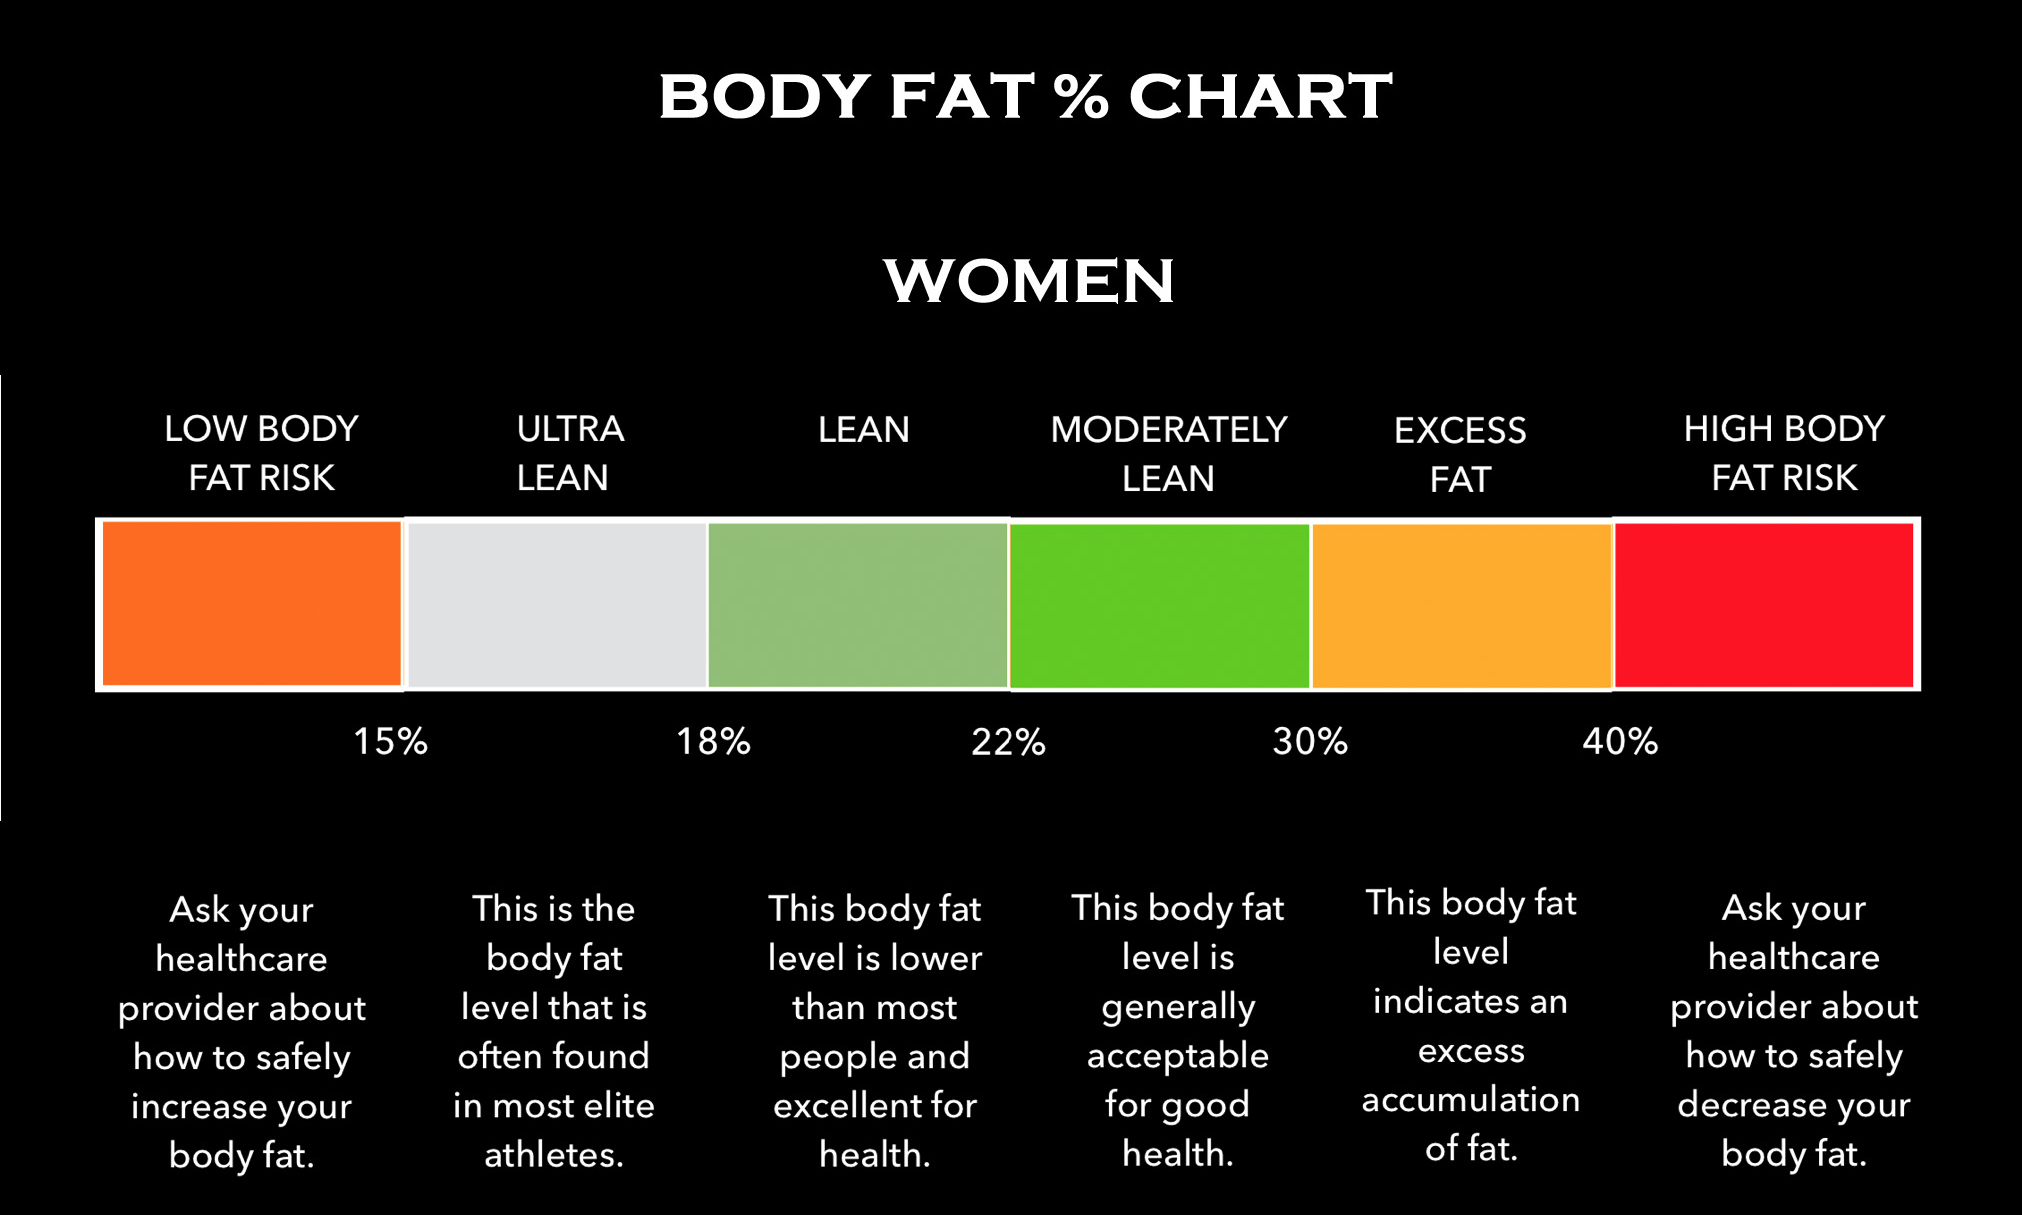 BODY FAT % CHART
WOMEN
LOW BODY
FAT RISK
ULTRA
LEAN
LEAN
MODERATELY
LEAN
EXCESS
FAT
HIGH BODY
FAT RISK
15%
18%
22%
30%
40%
Ask your
healthcare
provider about
how to safely
increase your
body fat.
This is the
body fat
level that is
often found
in most elite
athletes.
This body fat
level is lower
than most
people and
excellent for
health.
This body fat
level is
generally
acceptable
for good
health.
This body fat
level
indicates an
excess
accumulation
of fat.
Ask your
healthcare
provider about
how to safely
decrease your
body fat.